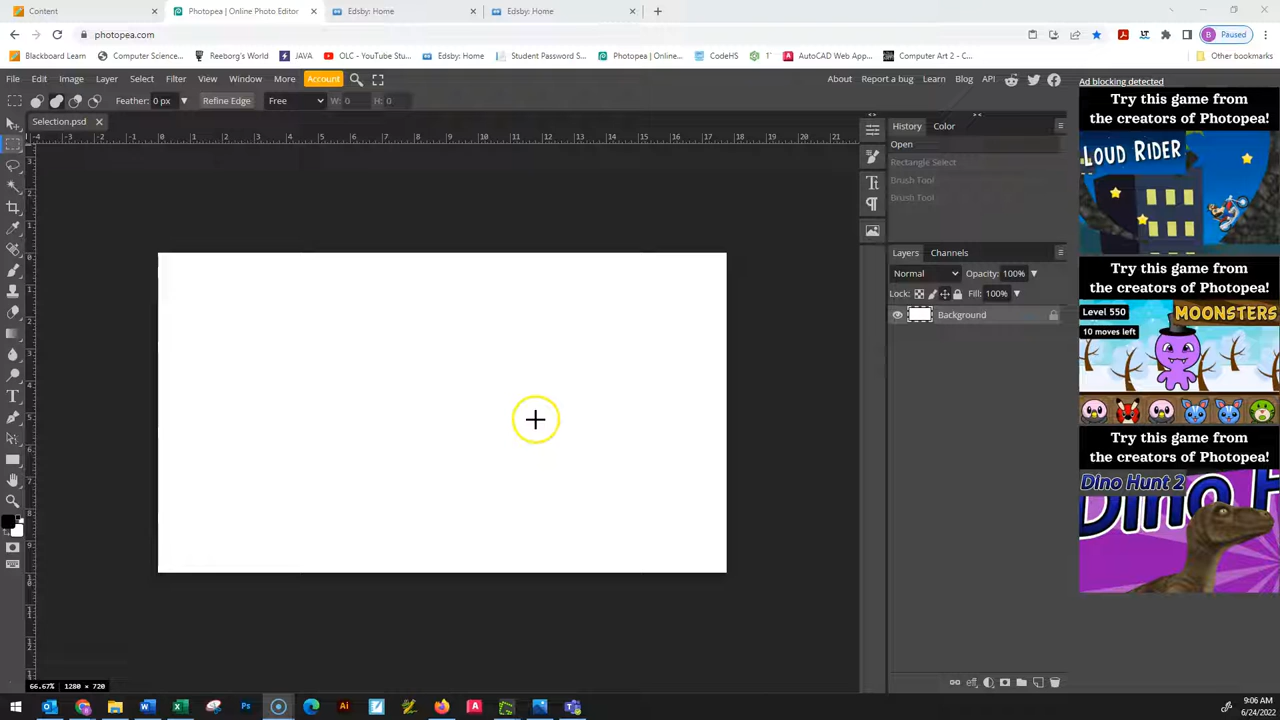 Content
Photopea | Online Photo Editor
Edsby: Home
Edsby: Home
photopea.com
Paused
Blackboard Learn
Computer Science...
Reeborg's World
JAVA
OLC - YouTube Stu...
Edsby: Home
Student Password S...
Photopea | Online...
CodeHS
AutoCAD Web App...
Computer Art 2 – C...
Other bookmarks
File Edit Image Layer Select Filter View Window More Account
About Report a bug Learn Blog API
Ad blocking detected
Feather: 0 px Refine Edge Free W: 0 H: 0
Selection.psd
History Color
Open
Rectangle Select
Brush Tool
Brush Tool
Layers Channels
Normal Opacity: 100%
Lock: Fill: 100%
Background
Try this game from
the creators of Photopea!
LOUD RIDER
Try this game from
the creators of Photopea!
Level 550
MOONSTERS
10 moves left
Try this game from
the creators of Photopea!
Dino Hunt 2
66.67% 1280 × 720
9:06 AM
6/24/2022